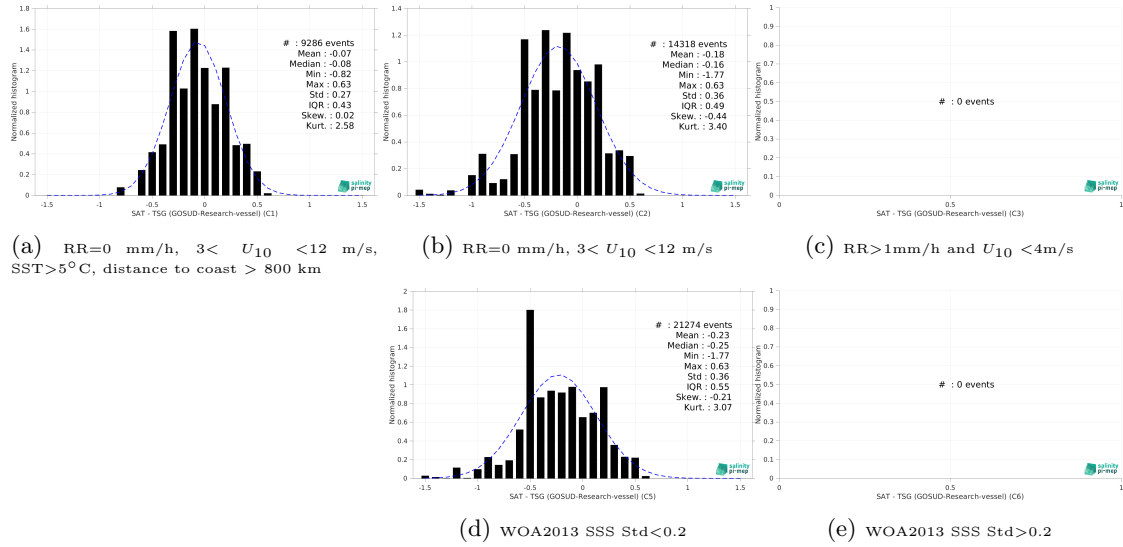 1.8
1.6
1.4
1.2
1
0.8
0.6
0.4
0.2
0
Normalized histogram
# : 9286 events
Mean : -0.07
Median : -0.08
Min : -0.82
Max : 0.63
Std : 0.27
IQR : 0.43
Skew. : 0.02
Kurt. : 2.58
salinity
pi-mep
-1.5 -1 -0.5 0 0.5 1 1.5
SAT - TSG (GOSUD-Research-vessel) (C1)
(a) RR=0 mm/h, 3< U10 <12 m/s,
SST>5°C, distance to coast > 800 km
1.4
1.2
1
0.8
0.6
0.4
0.2
0
Normalized histogram
# : 14318 events
Mean : -0.18
Median : -0.16
Min : -1.77
Max : 0.63
Std : 0.36
IQR : 0.49
Skew. : -0.44
Kurt. : 3.40
salinity
pi-mep
-1.5 -1 -0.5 0 0.5 1 1.5
SAT - TSG (GOSUD-Research-vessel) (C2)
(b) RR=0 mm/h, 3< U10 <12 m/s
1
0.9
0.8
0.7
0.6
0.5
0.4
0.3
0.2
0.1
0
Normalized histogram
# : 0 events
salinity
pi-mep
0 0.5 1
SAT - TSG (GOSUD-Research-vessel) (C3)
(c) RR>1mm/h and U10 <4m/s
2
1.8
1.6
1.4
1.2
1
0.8
0.6
0.4
0.2
0
Normalized histogram
# : 21274 events
Mean : -0.23
Median : -0.25
Min : -1.77
Max : 0.63
Std : 0.36
IQR : 0.55
Skew. : -0.21
Kurt. : 3.07
salinity
pi-mep
-1.5 -1 -0.5 0 0.5 1 1.5
SAT - TSG (GOSUD-Research-vessel) (C5)
(d) WOA2013 SSS Std<0.2
1
0.9
0.8
0.7
0.6
0.5
0.4
0.3
0.2
0.1
0
Normalized histogram
# : 0 events
salinity
pi-mep
0 0.5 1
SAT - TSG (GOSUD-Research-vessel) (C6)
(e) WOA2013 SSS Std>0.2